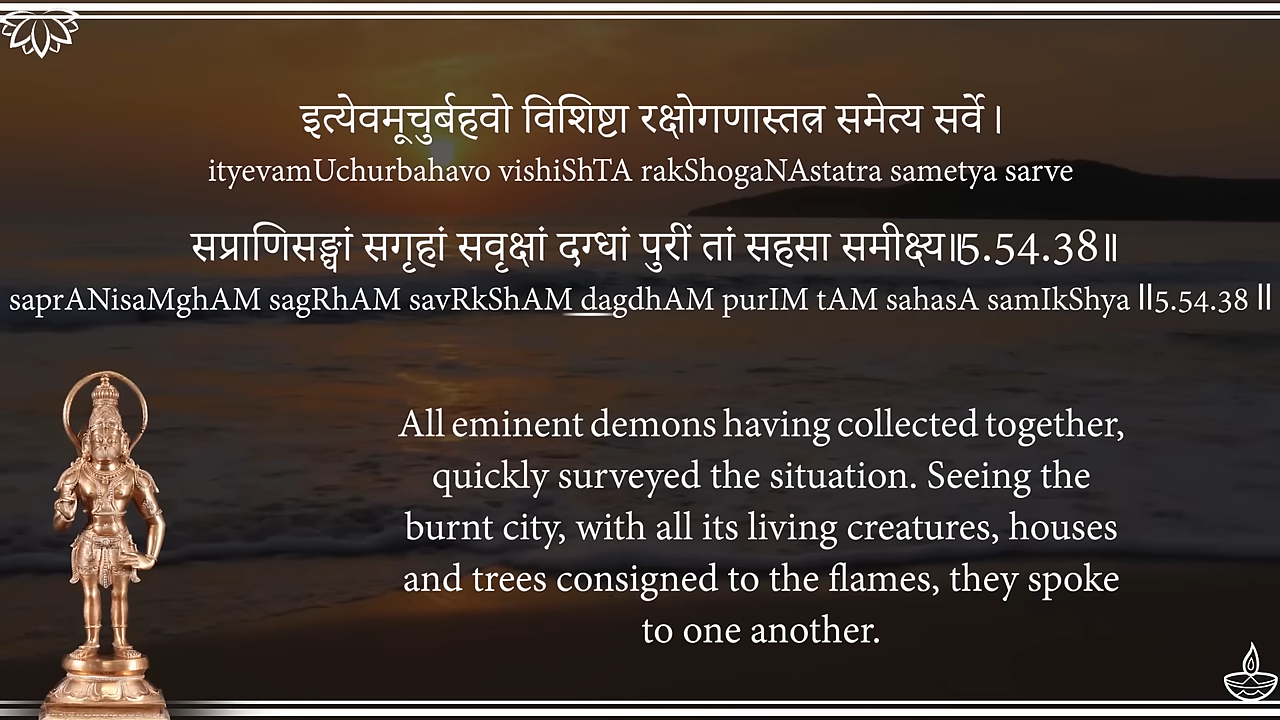 इत्येवमूचुर्बहवो विशिष्टा रक्षोगणास्तत्र समेत्य सर्वे।
ityevamUchurbahavo vishiShTA rakShogaNAstatra sametya sarve
सप्राणिसङ्घां सगृहां सवृक्षां दग्धां पुरीं तां सहसा समीक्ष्य॥5.54.38॥
saprANisaMghAM sagRhAM savRkShAM dagdhAM purIM tAM sahasA samIkShya ॥5.54.38 ॥
All eminent demons having collected together,
quickly surveyed the situation. Seeing the
burnt city, with all its living creatures, houses
and trees consigned to the flames, they spoke
to one another.